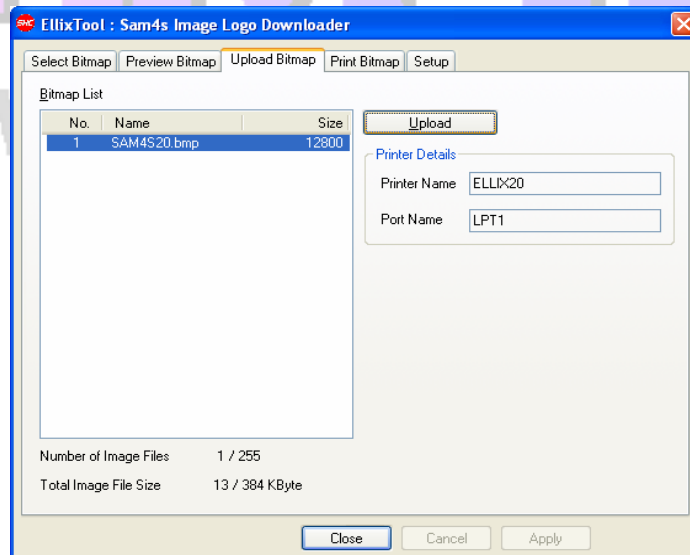 SHC EllixTool : Sam4s Image Logo Downloader
Select Bitmap Preview Bitmap Upload Bitmap Print Bitmap Setup
Bitmap List
No. Name Size
1 SAM4S20.bmp 12800
Upload
Printer Details
Printer Name ELLIX20
Port Name LPT1
Number of Image Files 1 / 255
Total Image File Size 13 / 384 KByte
Close Cancel Apply